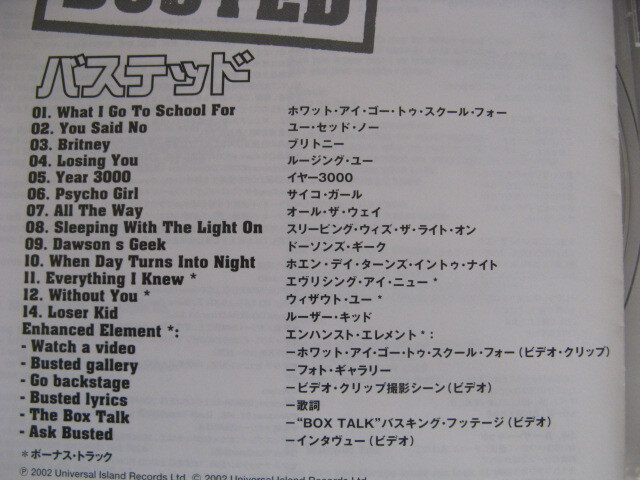 BUSTED
バステッド
01. What I Go To School For ホワット・アイ・ゴー・トゥ・スクール・フォー
02. You Said No ユー・セッド・ノー
03. Britney ブリトニー
04. Losing You ルージング・ユー
05. Year 3000 イヤー3000
06. Psycho Girl サイコ・ガール
07. All The Way オール・ザ・ウェイ
08. Sleeping With The Light On スリーピング・ウィズ・ザ・ライト・オン
09. Dawson s Geek ドーソンズ・ギーク
10. When Day Turns Into Night ホエン・デイ・ターンズ・イントゥ・ナイト
11. Everything I Knew * エヴリシング・アイ・ニュー *
12. Without You * ウィザウト・ユー *
14. Loser Kid ルーザー・キッド
Enhanced Element *: エンハンスト・エレメント * :
- Watch a video －ホワット・アイ・ゴー・トゥ・スクール・フォー(ビデオ・クリップ)
- Busted gallery －フォト・ギャラリー
- Go backstage －ビデオ・クリップ撮影シーン(ビデオ)
- Busted lyrics －歌詞
- The Box Talk －“BOX TALK”バスキング・フッテージ(ビデオ)
- Ask Busted －インタヴュー(ビデオ)
*ボーナス・トラック
℗ 2002 Universal Island Records Ltd. © 2002 Universal Island Records Ltd.